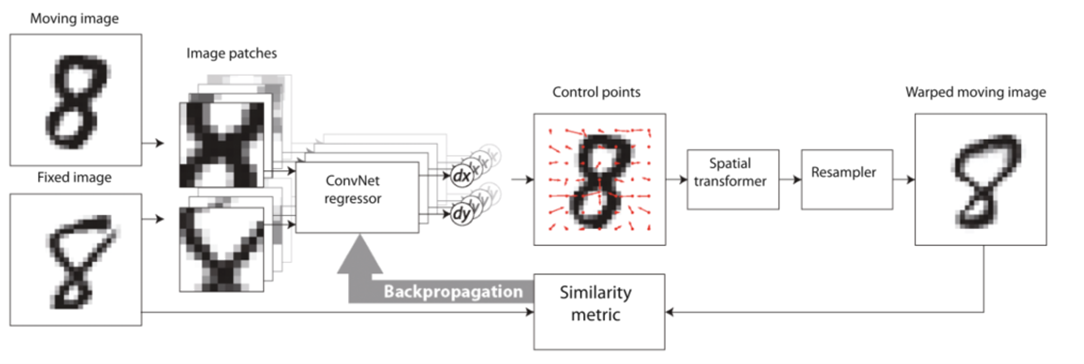 Moving image
Image patches
Fixed image
ConvNet
regressor
dx
dy
Control points
Spatial
transformer
Resampler
Warped moving image
Backpropagation
Similarity
metric